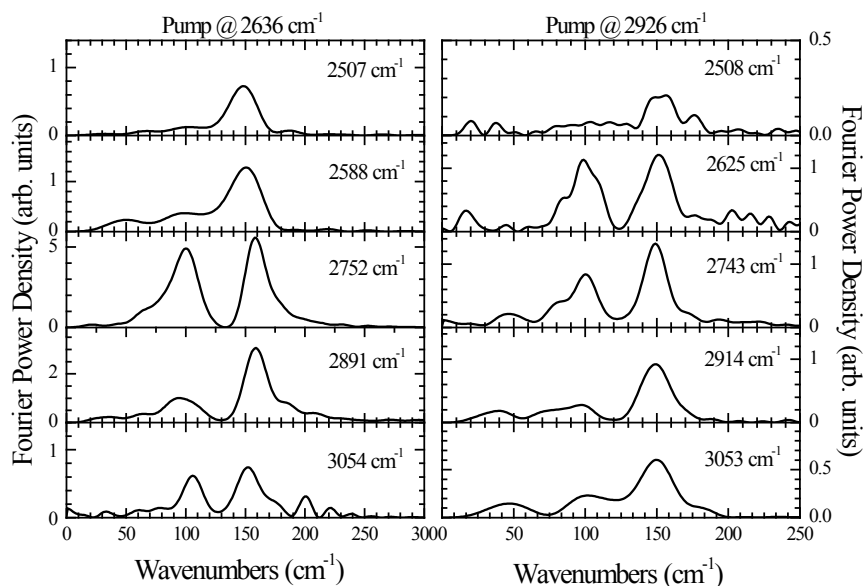 Pump @ 2636 cm⁻¹
Pump @ 2926 cm⁻¹
Fourier Power Density (arb. units)
1
0
2507 cm⁻¹
1
0
2588 cm⁻¹
5
0
2752 cm⁻¹
2
0
2891 cm⁻¹
1
0
3054 cm⁻¹
0 50 100 150 200 250 300
Wavenumbers (cm⁻¹)
2508 cm⁻¹
0.5
0.0
2625 cm⁻¹
1
0
2743 cm⁻¹
1
0
2914 cm⁻¹
1
0
3053 cm⁻¹
0.5
0.0
0 50 100 150 200 250
Wavenumbers (cm⁻¹)
Fourier Power Density (arb. units)